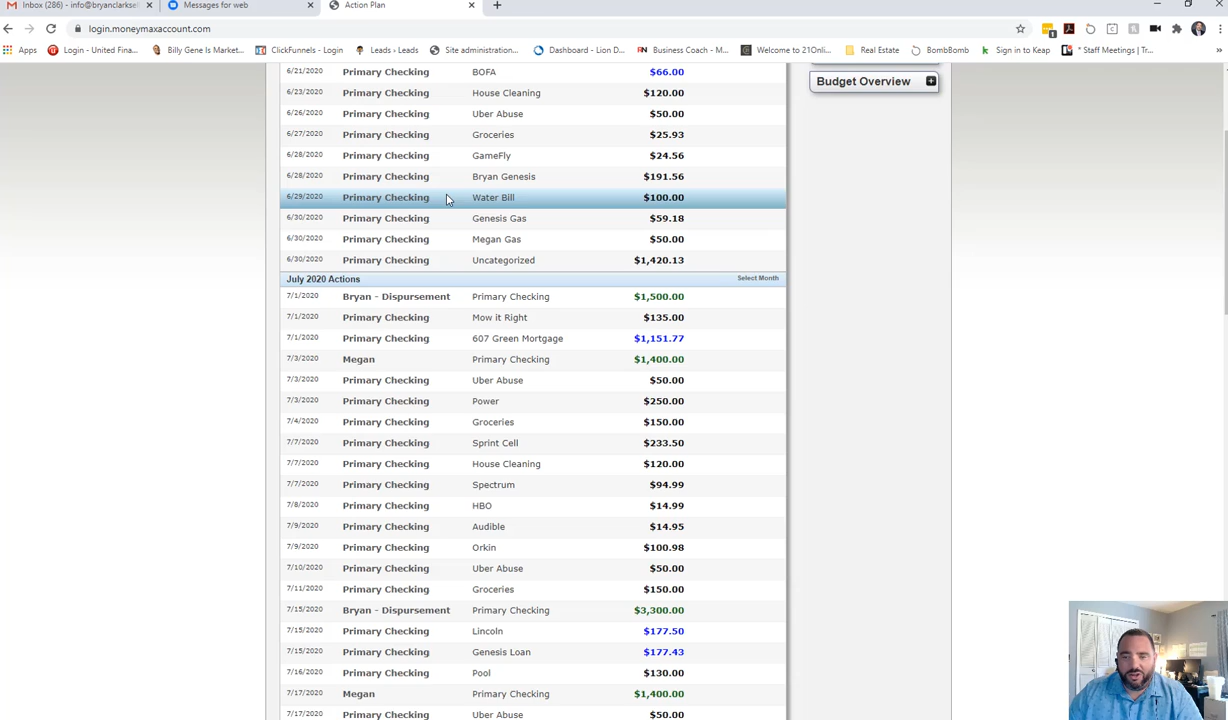 Inbox (286) - info@bryanclarksel
Messages for web
Action Plan
login.moneymaxaccount.com
Apps
Login - United Fina...
Billy Gene Is Market...
ClickFunnels - Login
Leads ‹ Leads
Site administration...
Dashboard - Lion D...
Business Coach - M...
Welcome to 21Onli...
Real Estate
BombBomb
Sign in to Keap
* Staff Meetings | Tr...
6/21/2020 Primary Checking BOFA $66.00
Budget Overview
6/23/2020 Primary Checking House Cleaning $120.00
6/26/2020 Primary Checking Uber Abuse $50.00
6/27/2020 Primary Checking Groceries $25.93
6/28/2020 Primary Checking GameFly $24.56
6/28/2020 Primary Checking Bryan Genesis $191.56
6/29/2020 Primary Checking Water Bill $100.00
6/30/2020 Primary Checking Genesis Gas $59.18
6/30/2020 Primary Checking Megan Gas $50.00
6/30/2020 Primary Checking Uncategorized $1,420.13
July 2020 Actions Select Month
7/1/2020 Bryan - Dispursement Primary Checking $1,500.00
7/1/2020 Primary Checking Mow it Right $135.00
7/1/2020 Primary Checking 607 Green Mortgage $1,151.77
7/3/2020 Megan Primary Checking $1,400.00
7/3/2020 Primary Checking Uber Abuse $50.00
7/3/2020 Primary Checking Power $250.00
7/4/2020 Primary Checking Groceries $150.00
7/7/2020 Primary Checking Sprint Cell $233.50
7/7/2020 Primary Checking House Cleaning $120.00
7/7/2020 Primary Checking Spectrum $94.99
7/8/2020 Primary Checking HBO $14.99
7/9/2020 Primary Checking Audible $14.95
7/9/2020 Primary Checking Orkin $100.98
7/10/2020 Primary Checking Uber Abuse $50.00
7/11/2020 Primary Checking Groceries $150.00
7/15/2020 Bryan - Dispursement Primary Checking $3,300.00
7/15/2020 Primary Checking Lincoln $177.50
7/15/2020 Primary Checking Genesis Loan $177.43
7/16/2020 Primary Checking Pool $130.00
7/17/2020 Megan Primary Checking $1,400.00
7/17/2020 Primary Checking Uber Abuse $50.00